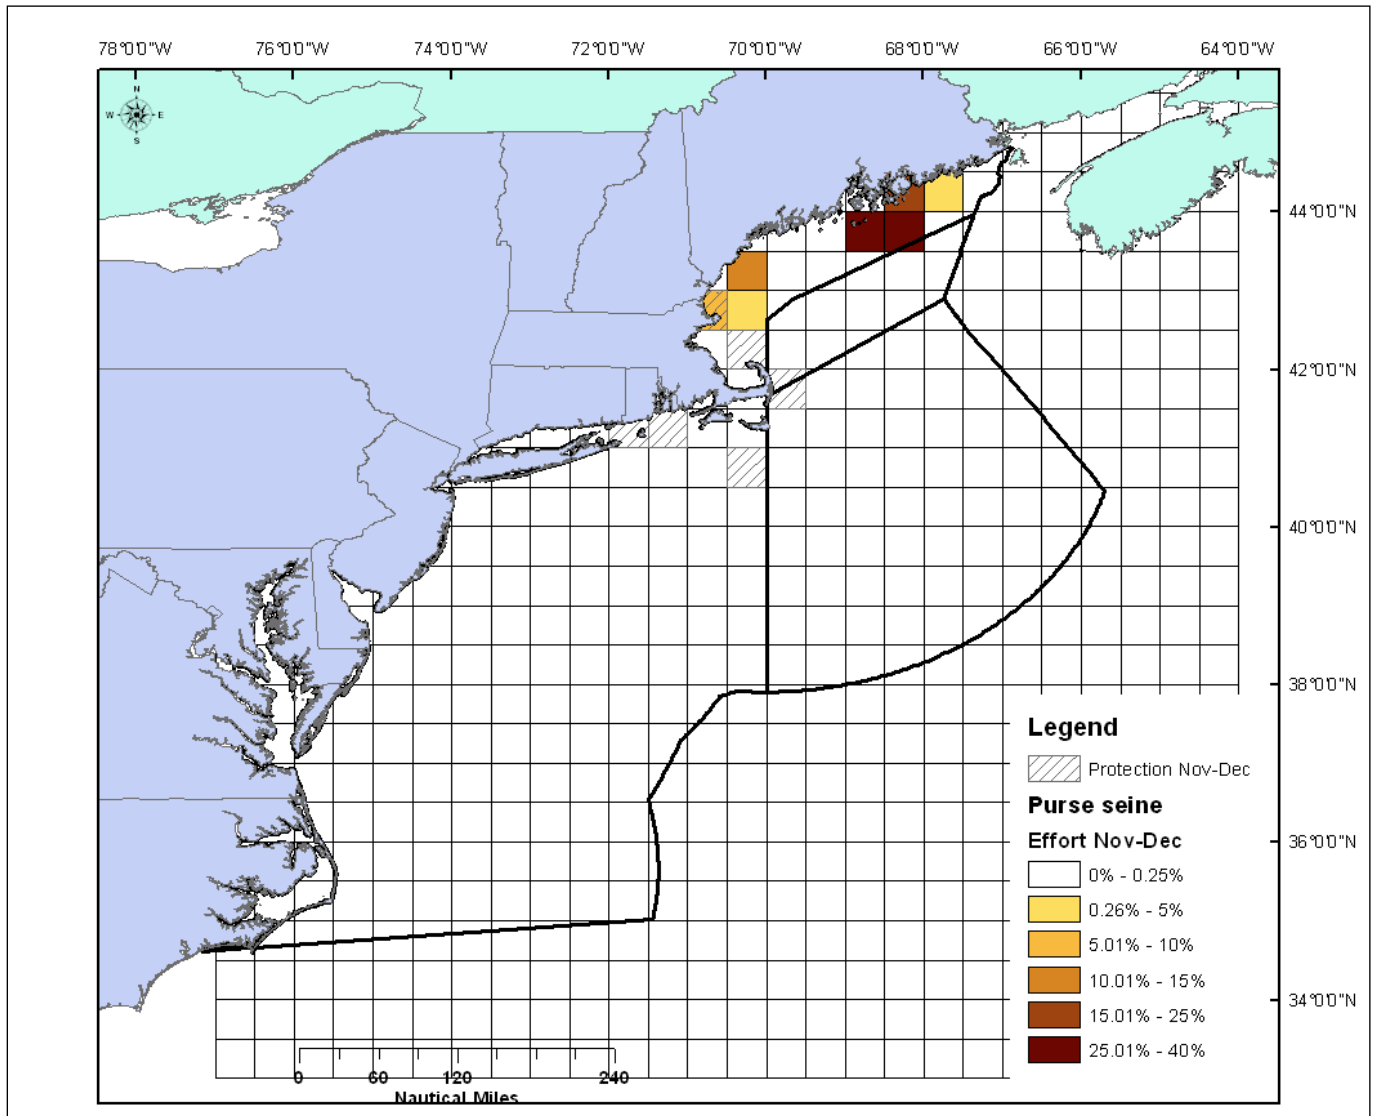 78°0'0"W 76°0'0"W 74°0'0"W 72°0'0"W 70°0'0"W 68°0'0"W 66°0'0"W 64°0'0"W
N
W E
S
44°0'0"N
42°0'0"N
40°0'0"N
38°0'0"N
36°0'0"N
34°0'0"N
Legend
Protection Nov-Dec
Purse seine
Effort Nov-Dec
0% - 0.25%
0.26% - 5%
5.01% - 10%
10.01% - 15%
15.01% - 25%
25.01% - 40%
0 60 120 240
Nautical Miles